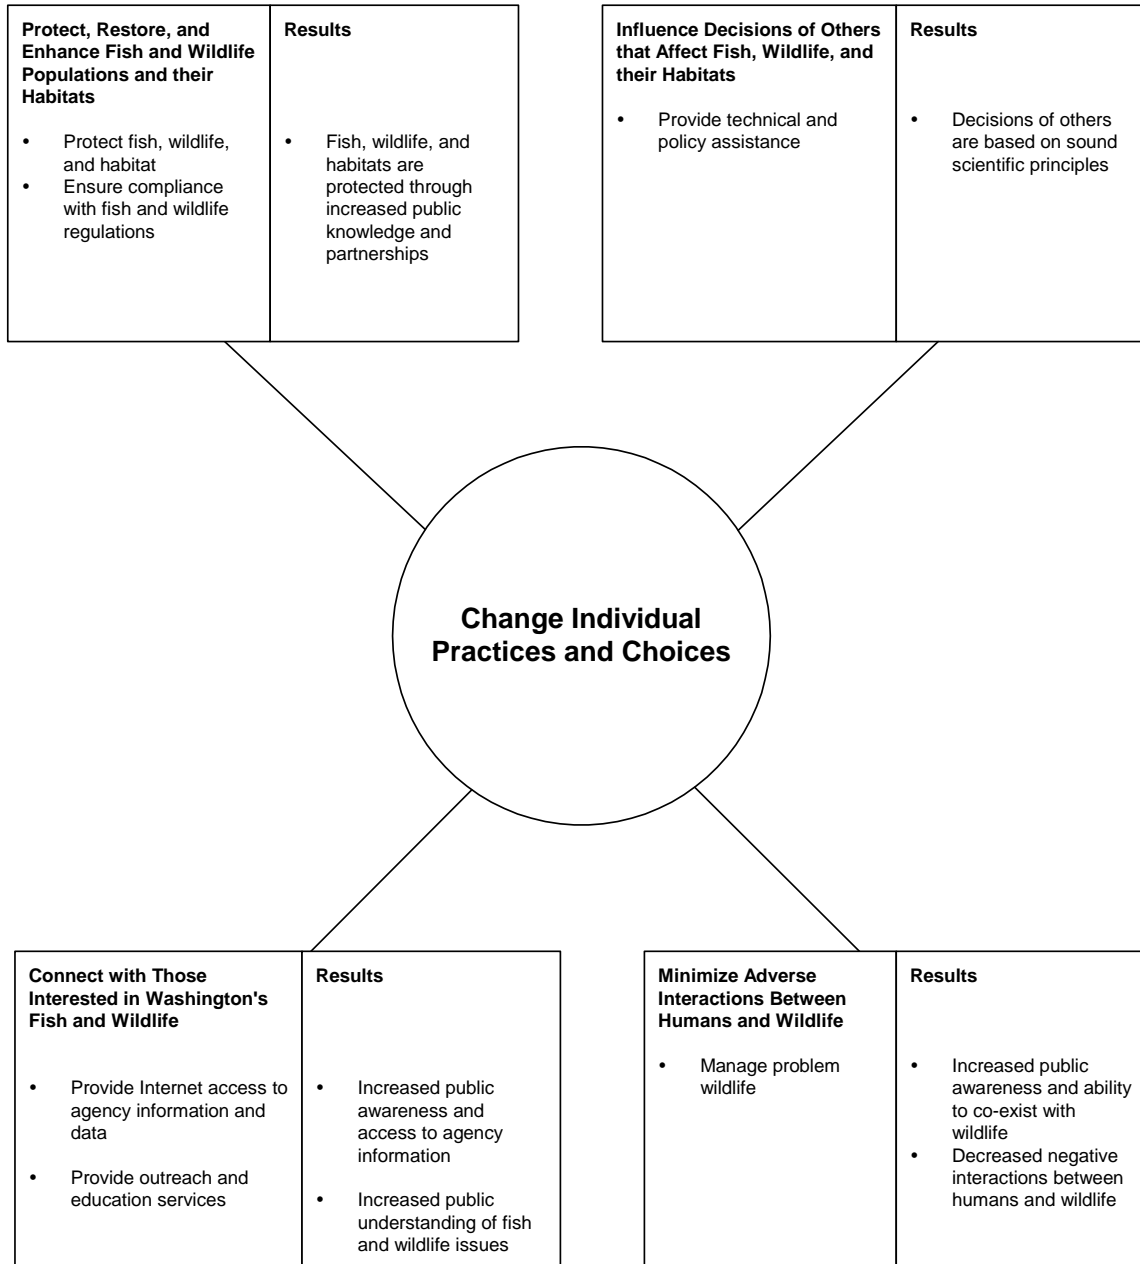 Protect, Restore, and
Enhance Fish and Wildlife
Populations and their
Habitats
• Protect fish, wildlife,
and habitat
• Ensure compliance
with fish and wildlife
regulations
Results
• Fish, wildlife, and
habitats are
protected through
increased public
knowledge and
partnerships
Influence Decisions of Others
that Affect Fish, Wildlife, and
their Habitats
• Provide technical and
policy assistance
Results
• Decisions of others
are based on sound
scientific principles
Change Individual
Practices and Choices
Connect with Those
Interested in Washington's
Fish and Wildlife
• Provide Internet access to
agency information and
data
• Provide outreach and
education services
Results
• Increased public
awareness and
access to agency
information
• Increased public
understanding of fish
and wildlife issues
Minimize Adverse
Interactions Between
Humans and Wildlife
• Manage problem
wildlife
Results
• Increased public
awareness and ability
to co-exist with
wildlife
• Decreased negative
interactions between
humans and wildlife